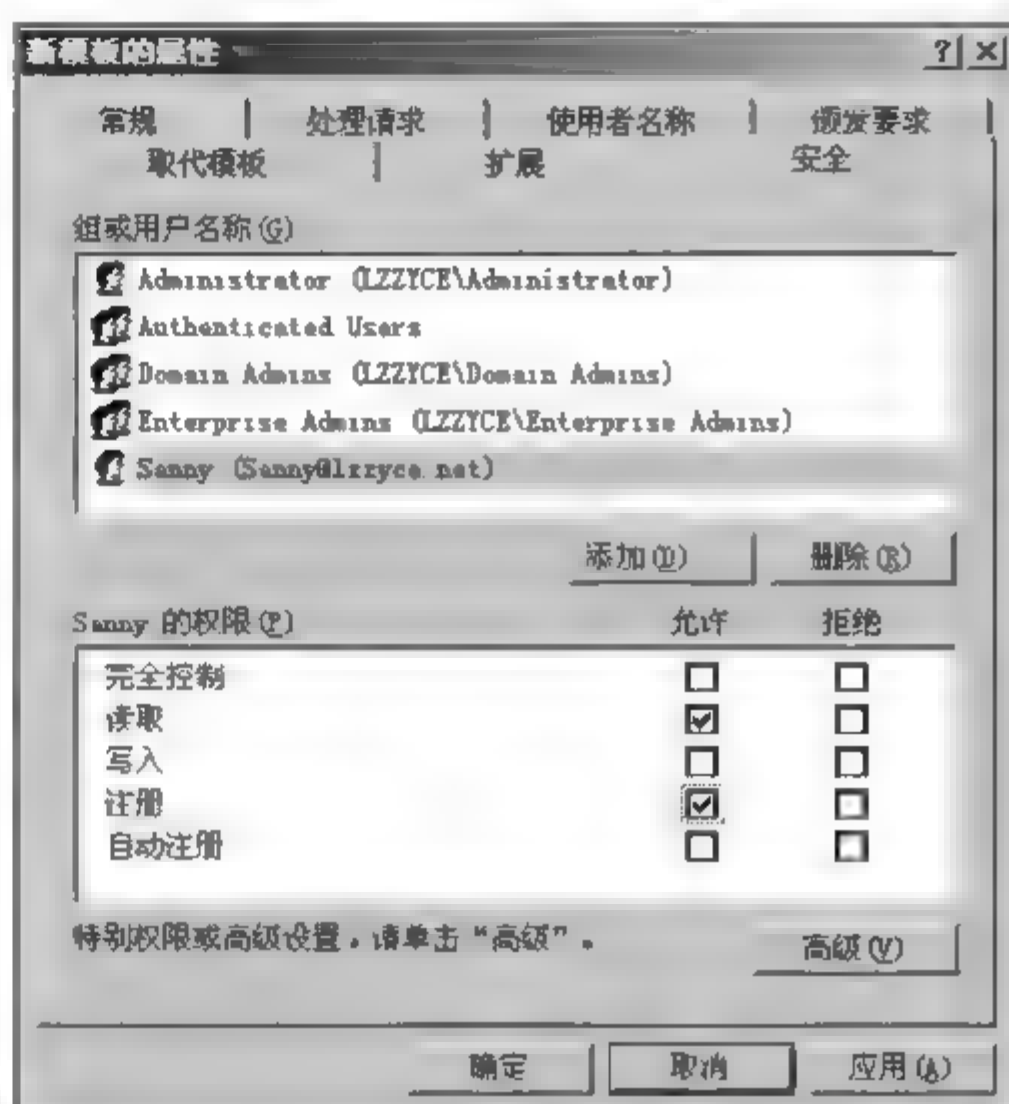 新模板的属性
常规 处理请求 使用者名称 颁发要求
取代模板 扩展 安全
组或用户名称(G)
Administrator (LZZYCE\Administrator)
Authenticated Users
Domain Admins (LZZYCE\Domain Admins)
Enterprise Admins (LZZYCE\Enterprise Admins)
Sanny (Sanny@lzzyce.net)
添加(D) 删除(R)
Sanny 的权限(P) 允许 拒绝
完全控制
读取
写入
注册
自动注册
特别权限或高级设置,请单击“高级”。
高级(V)
确定 取消 应用(A)